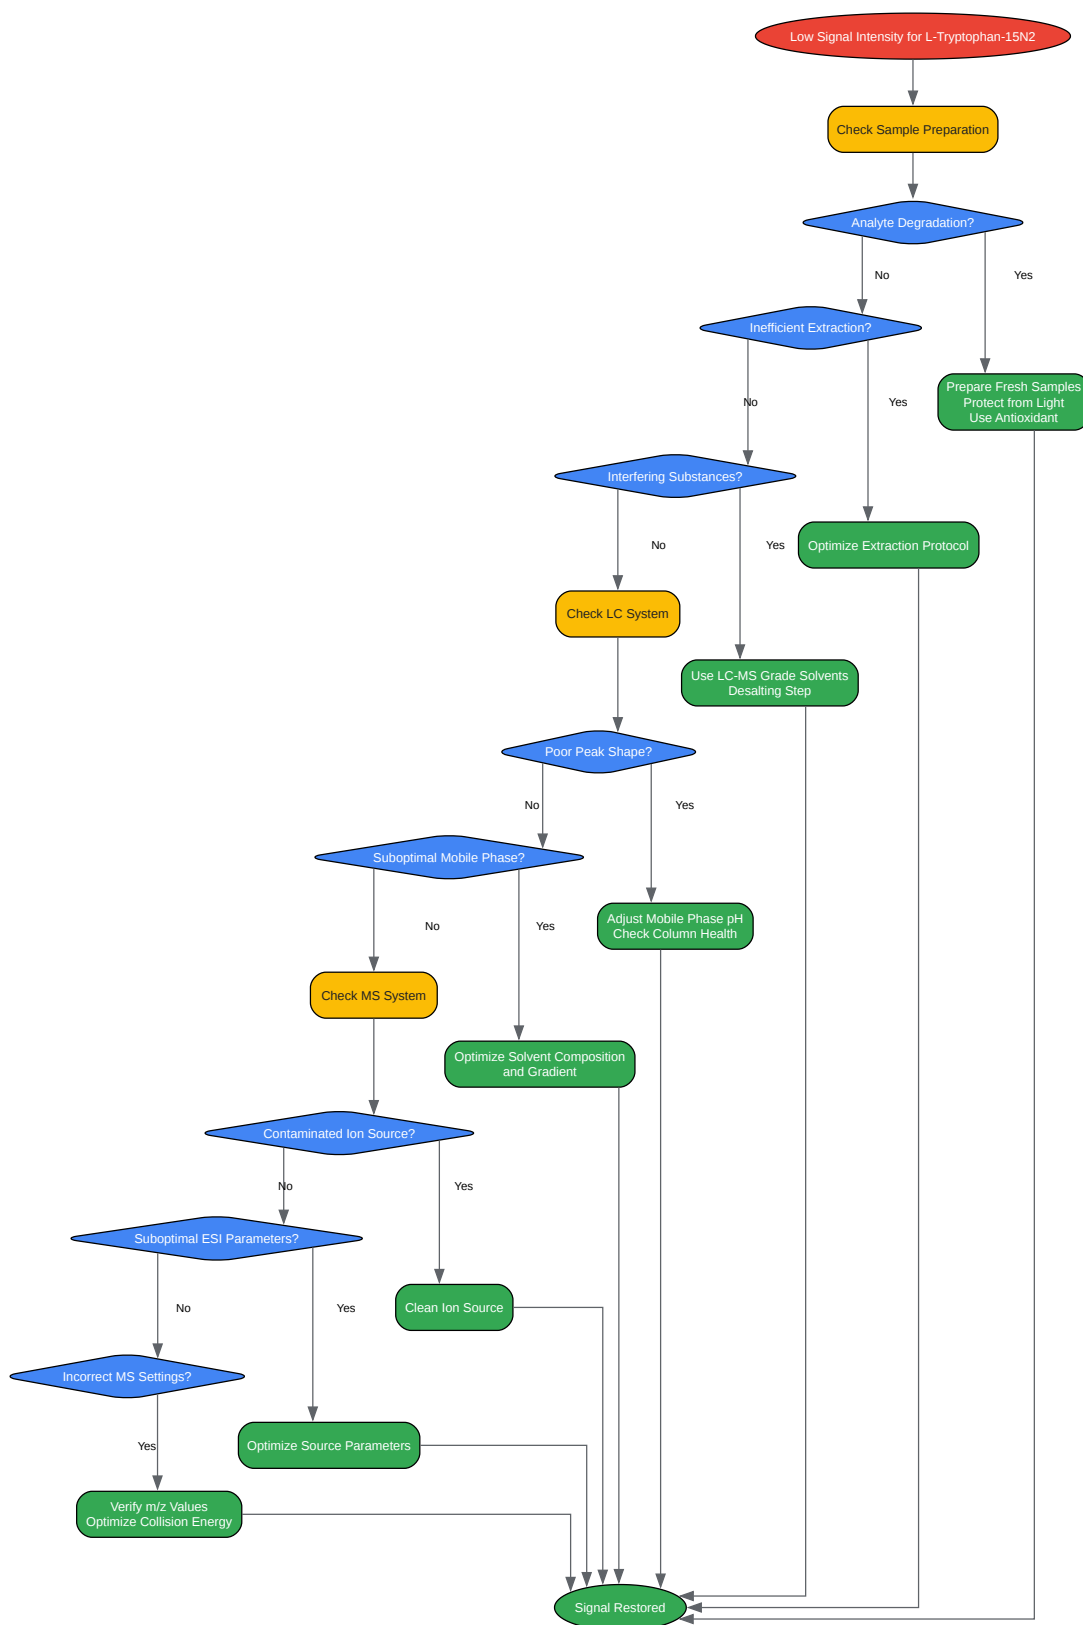 Low Signal Intensity for L-Tryptophan-15N2
Check Sample Preparation
Analyte Degradation?
No
Yes
Inefficient Extraction?
Prepare Fresh Samples
Protect from Light
Use Antioxidant
No
Yes
Interfering Substances?
No
Yes
Optimize Extraction Protocol
Check LC System
Use LC-MS Grade Solvents
Desalting Step
Poor Peak Shape?
No
Yes
Suboptimal Mobile Phase?
No
Yes
Adjust Mobile Phase pH
Check Column Health
Check MS System
Optimize Solvent Composition
and Gradient
Contaminated Ion Source?
No
Yes
Suboptimal ESI Parameters?
No
Yes
Clean Ion Source
Incorrect MS Settings?
Yes
Optimize Source Parameters
Verify m/z Values
Optimize Collision Energy
Signal Restored